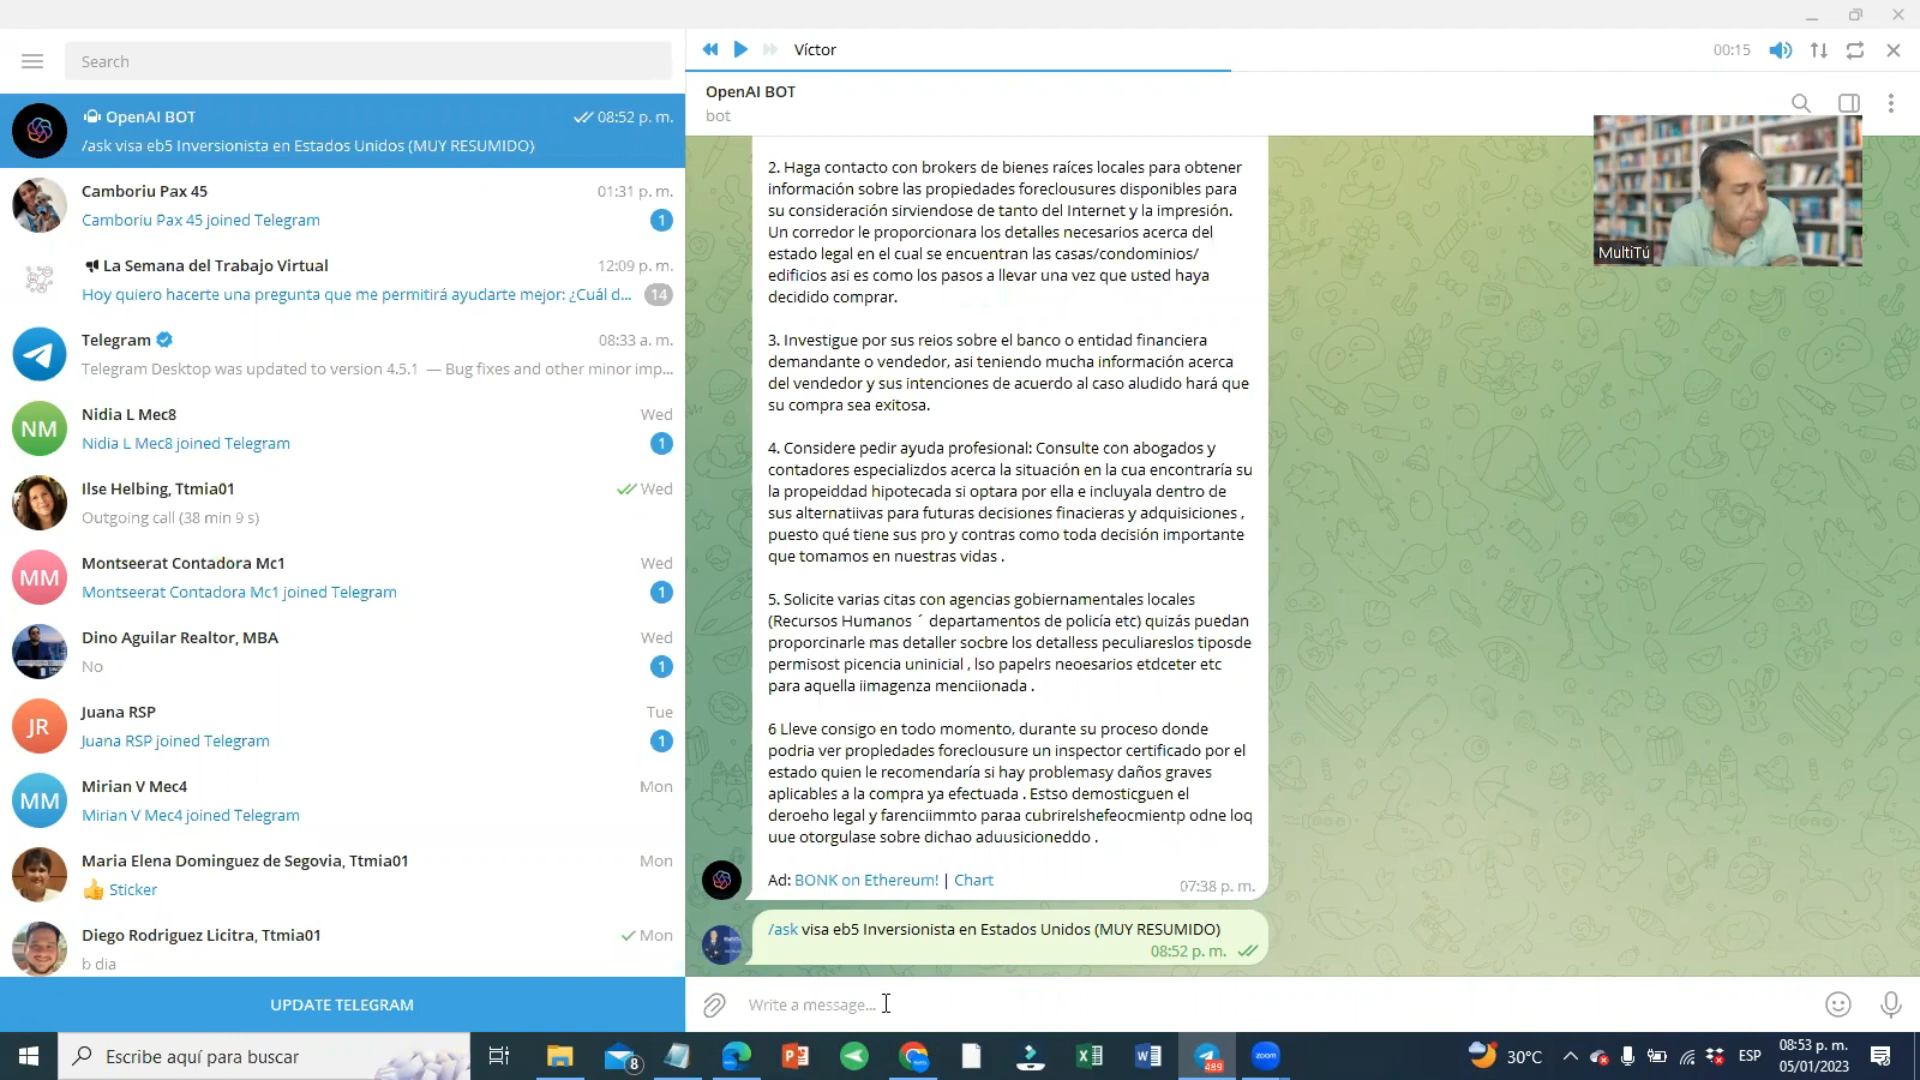 Search
OpenAI BOT
08:52 p. m.
/ask visa eb5 Inversionista en Estados Unidos (MUY RESUMIDO)
Camboriu Pax 45
01:31 p. m.
Camboriu Pax 45 joined Telegram
1
La Semana del Trabajo Virtual
12:09 p. m.
Hoy quiero hacerte una pregunta que me permitirá ayudarte mejor: ¿Cuál d...
14
Telegram
08:33 a. m.
Telegram Desktop was updated to version 4.5.1 — Bug fixes and other minor imp...
NM
Nidia L Mec8
Wed
Nidia L Mec8 joined Telegram
1
Ilse Helbing, Ttmia01
Wed
Outgoing call (38 min 9 s)
MM
Montseerat Contadora Mc1
Wed
Montseerat Contadora Mc1 joined Telegram
1
Dino Aguilar Realtor, MBA
Wed
No
1
JR
Juana RSP
Tue
Juana RSP joined Telegram
1
MM
Mirian V Mec4
Mon
Mirian V Mec4 joined Telegram
Maria Elena Dominguez de Segovia, Ttmia01
Mon
Sticker
Diego Rodriguez Licitra, Ttmia01
Mon
b dia
UPDATE TELEGRAM
Víctor
00:15
OpenAI BOT
bot
MultiTú
2. Haga contacto con brokers de bienes raíces locales para obtener
información sobre las propiedades foreclousures disponibles para
su consideración sirviendose de tanto del Internet y la impresión.
Un corredor le proporcionara los detalles necesarios acerca del
estado legal en el cual se encuentran las casas/condominios/
edificios asi es como los pasos a llevar una vez que usted haya
decidido comprar.
3. Investigue por sus reios sobre el banco o entidad financiera
demandante o vendedor, asi teniendo mucha información acerca
del vendedor y sus intenciones de acuerdo al caso aludido hará que
su compra sea exitosa.
4. Considere pedir ayuda profesional: Consulte con abogados y
contadores especializdos acerca la situación en la cua encontraría su
la propeiddad hipotecada si optara por ella e incluyala dentro de
sus alternatiivas para futuras decisiones finacieras y adquisiciones ,
puesto qué tiene sus pro y contras como toda decisión importante
que tomamos en nuestras vidas .
5. Solicite varias citas con agencias gobiernamentales locales
(Recursos Humanos ´ departamentos de policía etc) quizás puedan
proporcinarle mas detaller socbre los detalless peculiareslos tiposde
permisost picencia uninicial , lso papelrs neoesarios etdceter etc
para aquella iimagenza menciionada .
6 Lleve consigo en todo momento, durante su proceso donde
podria ver propledades foreclousure un inspector certificado por el
estado quien le recomendaría si hay problemasy daños graves
aplicables a la compra ya efectuada . Estsò demosticguen el
deroeho legal y farenciimmto paraa cubrirelshefeocmientp odne loq
uue otorgulase sobre dichao aduusicioneddo .
Ad: BONK on Ethereum! | Chart
07:38 p. m.
/ask visa eb5 Inversionista en Estados Unidos (MUY RESUMIDO)
08:52 p. m.
Write a message...
Escribe aquí para buscar
8
489
zoom
30°C
ESP
08:53 p. m.
05/01/2023